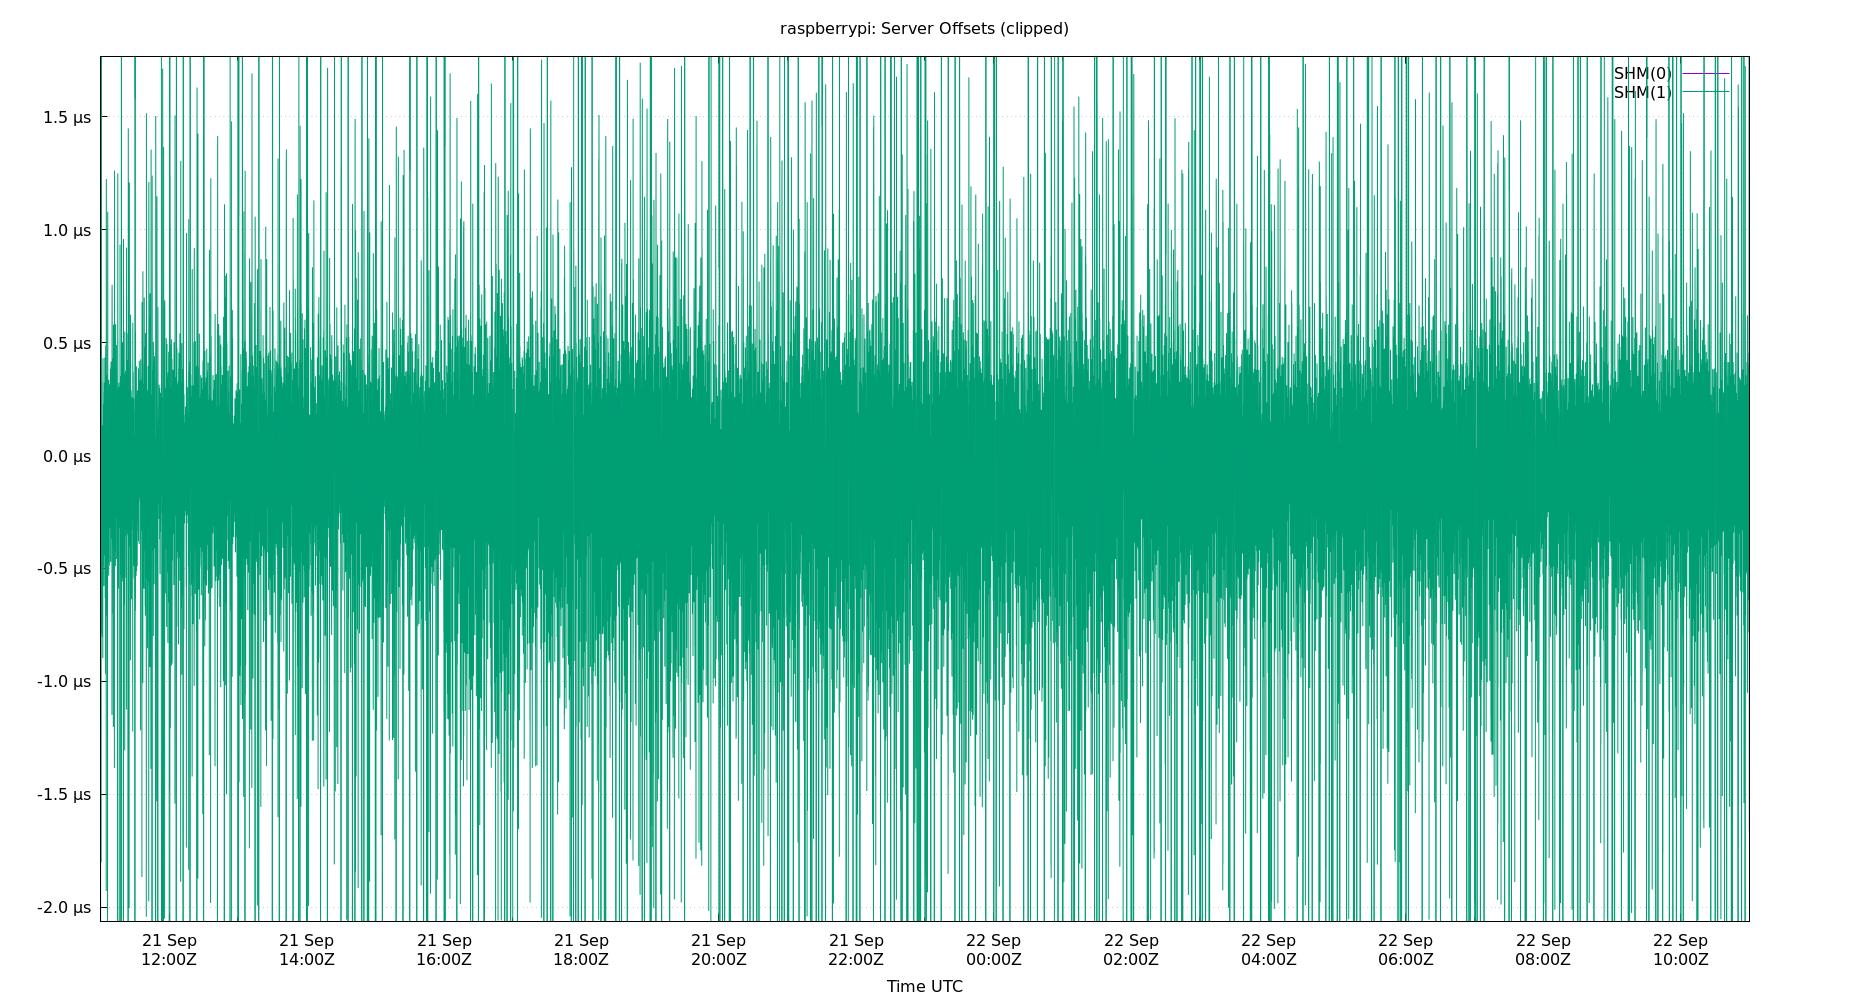 raspberrypi: Server Offsets (clipped)
SHM(0)
SHM(1)
1.5 µs
1.0 µs
0.5 µs
0.0 µs
-0.5 µs
-1.0 µs
-1.5 µs
-2.0 µs
21 Sep 21 Sep 21 Sep 21 Sep 21 Sep 21 Sep 22 Sep 22 Sep 22 Sep 22 Sep 22 Sep 22 Sep
12:00Z 14:00Z 16:00Z 18:00Z 20:00Z 22:00Z 00:00Z 02:00Z 04:00Z 06:00Z 08:00Z 10:00Z
Time UTC